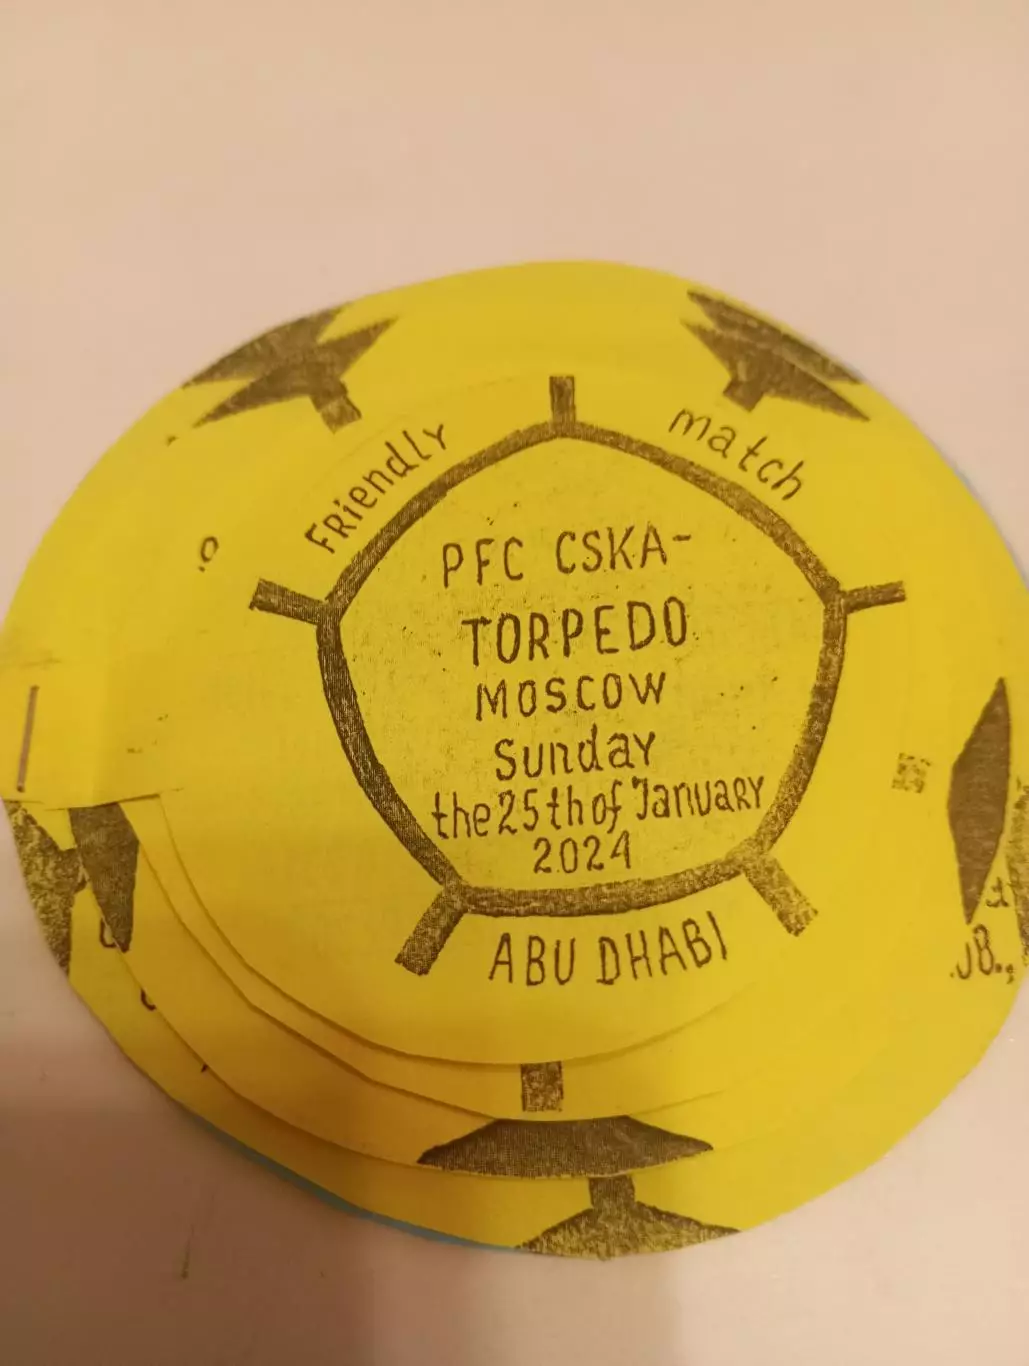 Friendly match
PFC CSKA-
TORPEDO
MOSCOW
Sunday
the 25th of January
2024
ABU DHABI